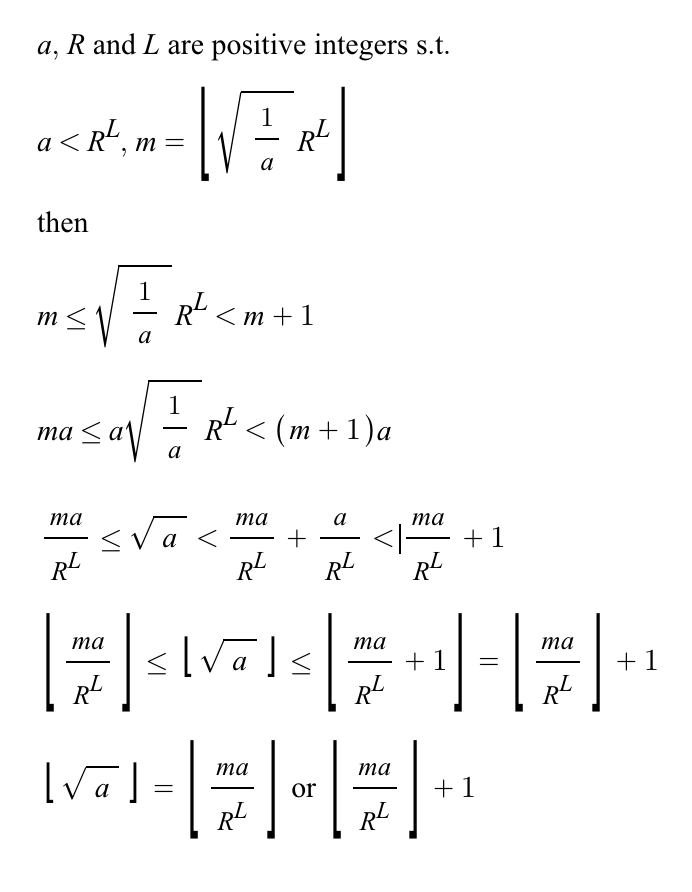 a, R and L are positive integers s.t.
a < R^L, m = ⌊√(1/a) R^L⌋
then
m ≤ √(1/a) R^L < m + 1
ma ≤ a√(1/a) R^L < (m + 1)a
ma/R^L ≤ √a < ma/R^L + a/R^L <|ma/R^L + 1
⌊ma/R^L⌋ ≤ ⌊√a⌋ ≤ ⌊ma/R^L + 1⌋ = ⌊ma/R^L⌋ + 1
⌊√a⌋ = ⌊ma/R^L⌋ or ⌊ma/R^L⌋ + 1